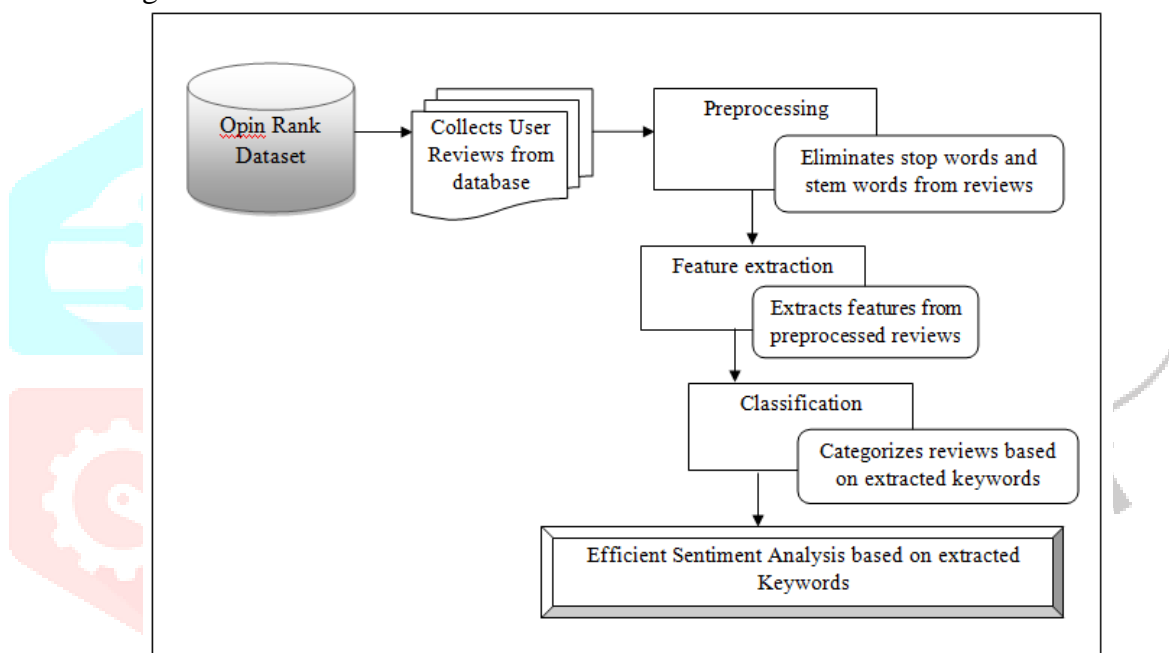 Opin Rank
Dataset
Collects User
Reviews from
database
Preprocessing
Eliminates stop words and
stem words from reviews
Feature extraction
Extracts features from
preprocessed reviews
Classification
Categorizes reviews based
on extracted keywords
Efficient Sentiment Analysis based on extracted
Keywords